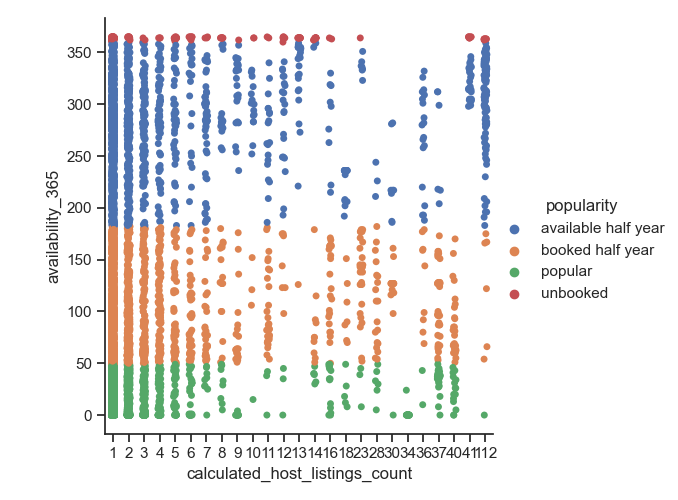 350
300
250
200
150
100
50
0
availability_365
1 2 3 4 5 6 7 8 9 10 11 12 13 14 16 18 23 28 30 34 36 37 40 41 112
calculated_host_listings_count
popularity
available half year
booked half year
popular
unbooked